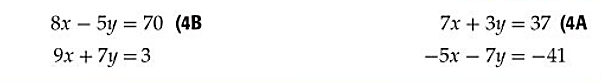 8x − 5y = 70 (4B
9x + 7y = 3
7x + 3y = 37 (4A
−5x − 7y = −41